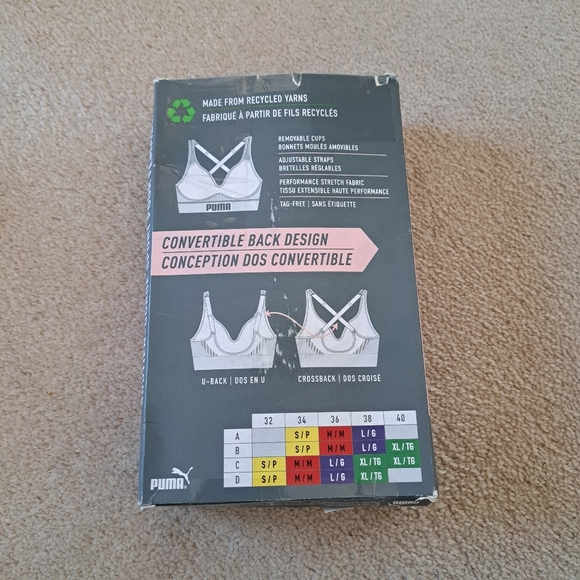 MADE FROM RECYCLED YARNS
FABRIQUÉ À PARTIR DE FILS RECYCLÉS
REMOVABLE CUPS
BONNETS MOULÉS AMOVIBLES
ADJUSTABLE STRAPS
BRETELLES RÉGLABLES
PERFORMANCE STRETCH FABRIC
TISSU EXTENSIBLE HAUTE PERFORMANCE
TAG-FREE | SANS ÉTIQUETTE
PUMA
CONVERTIBLE BACK DESIGN
CONCEPTION DOS CONVERTIBLE
U-BACK | DOS EN U
CROSSBACK | DOS CROISÉ
32 34 36 38 40
A S/P M/M L/G
B S/P M/M L/G XL/TG
C S/P M/M L/G XL/TG XL/TG
D S/P M/M L/G XL/TG
PUMA